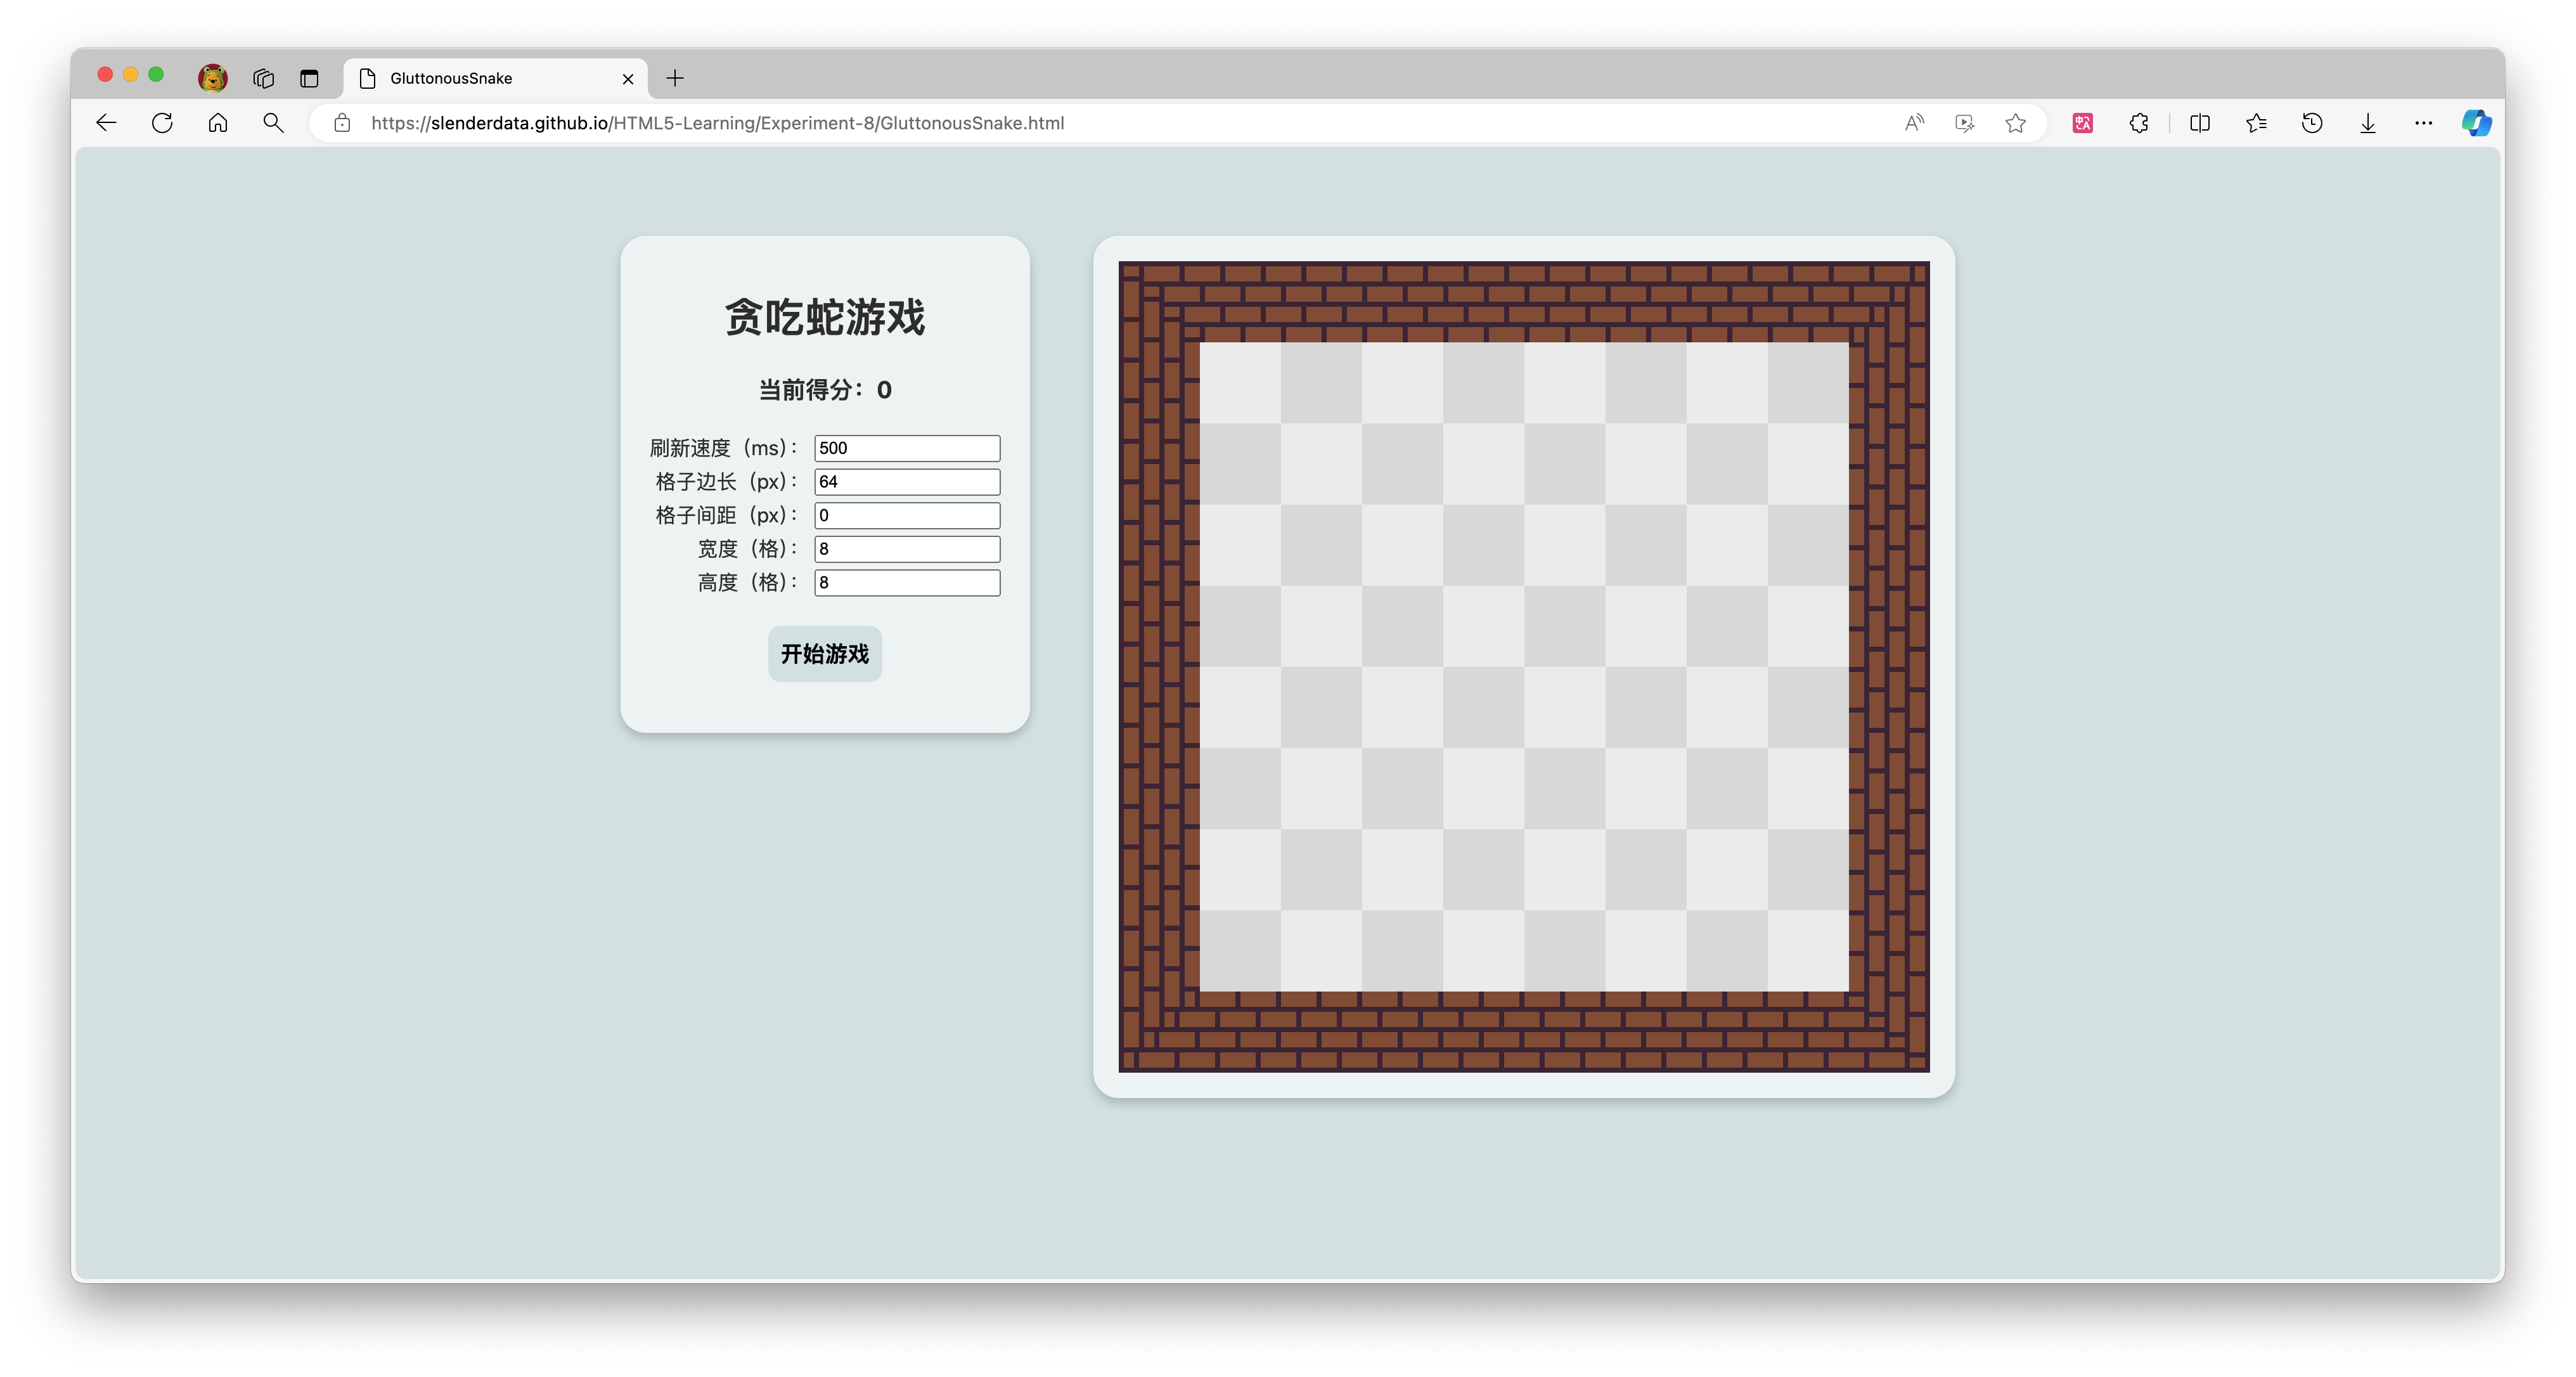 GluttonousSnake
https://slenderdata.github.io/HTML5-Learning/Experiment-8/GluttonousSnake.html
贪吃蛇游戏
当前得分：0
刷新速度（ms）： 500
格子边长（px）： 64
格子间距（px）： 0
宽度（格）： 8
高度（格）： 8
开始游戏